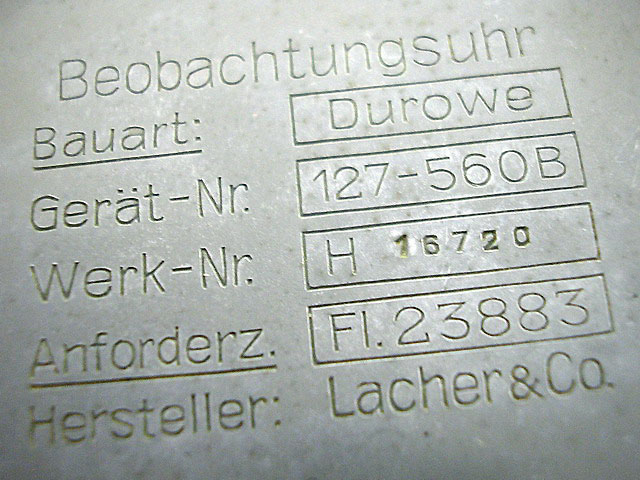 Beobachtungsuhr
Bauart: Durowe
Gerät-Nr. 127-560B
Werk-Nr. H 16720
Anforderz. Fl.23883
Hersteller: Lacher&Co.